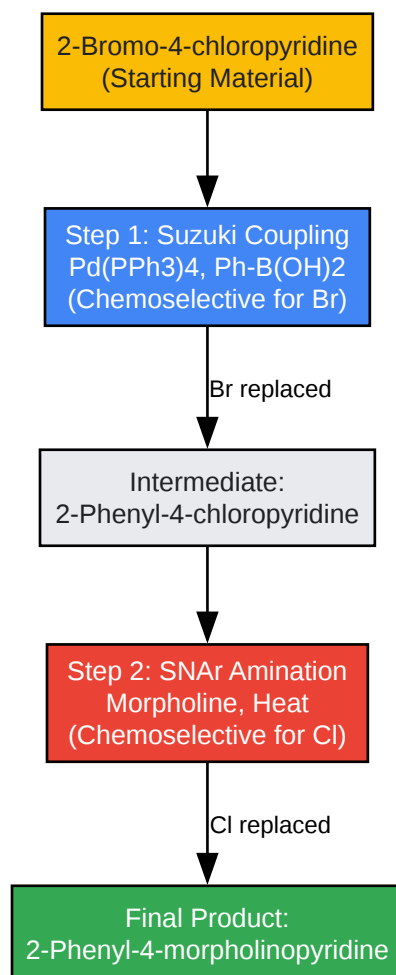 2-Bromo-4-chloropyridine
(Starting Material)
Step 1: Suzuki Coupling
Pd(PPh3)4, Ph-B(OH)2
(Chemoselective for Br)
Br replaced
Intermediate:
2-Phenyl-4-chloropyridine
Step 2: SNAr Amination
Morpholine, Heat
(Chemoselective for Cl)
Cl replaced
Final Product:
2-Phenyl-4-morpholinopyridine